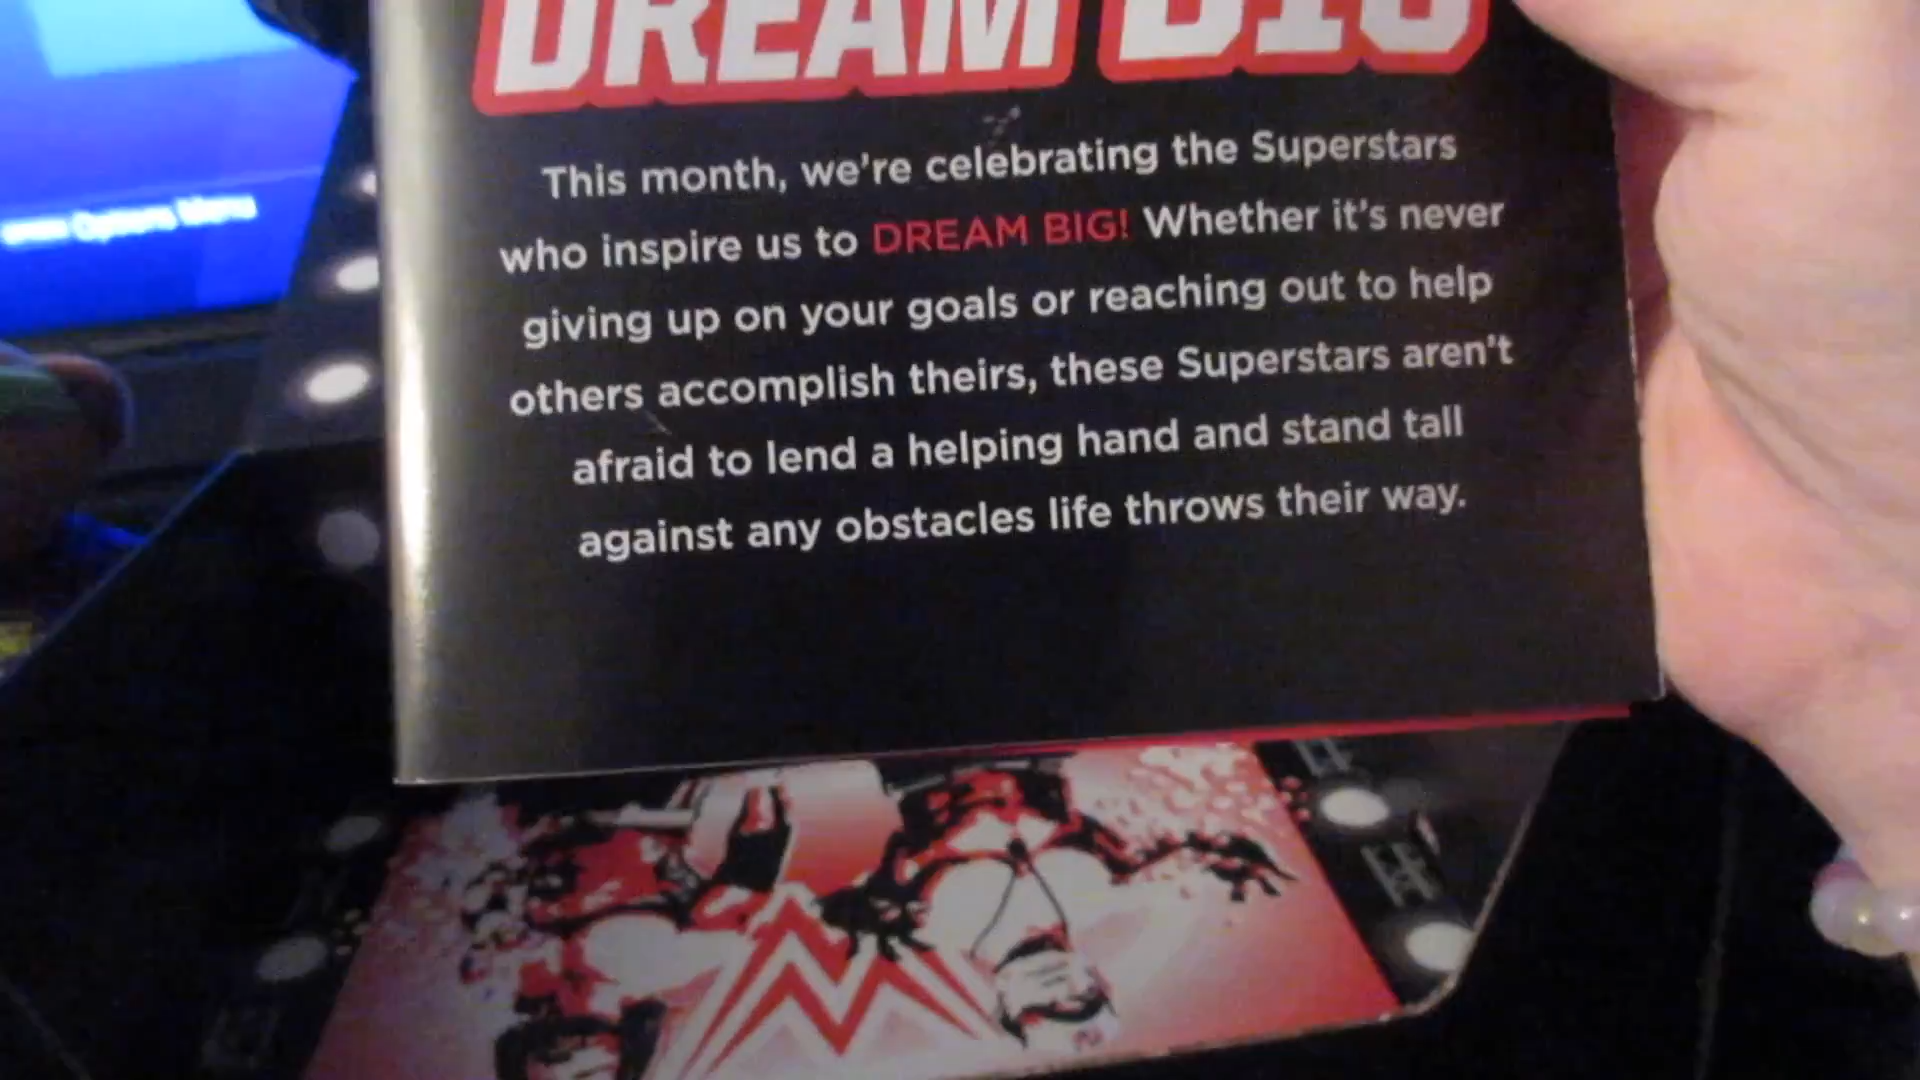 DREAM BIG
This month, we're celebrating the Superstars
who inspire us to DREAM BIG! Whether it's never
giving up on your goals or reaching out to help
others accomplish theirs, these Superstars aren't
afraid to lend a helping hand and stand tall
against any obstacles life throws their way.
Options Menu